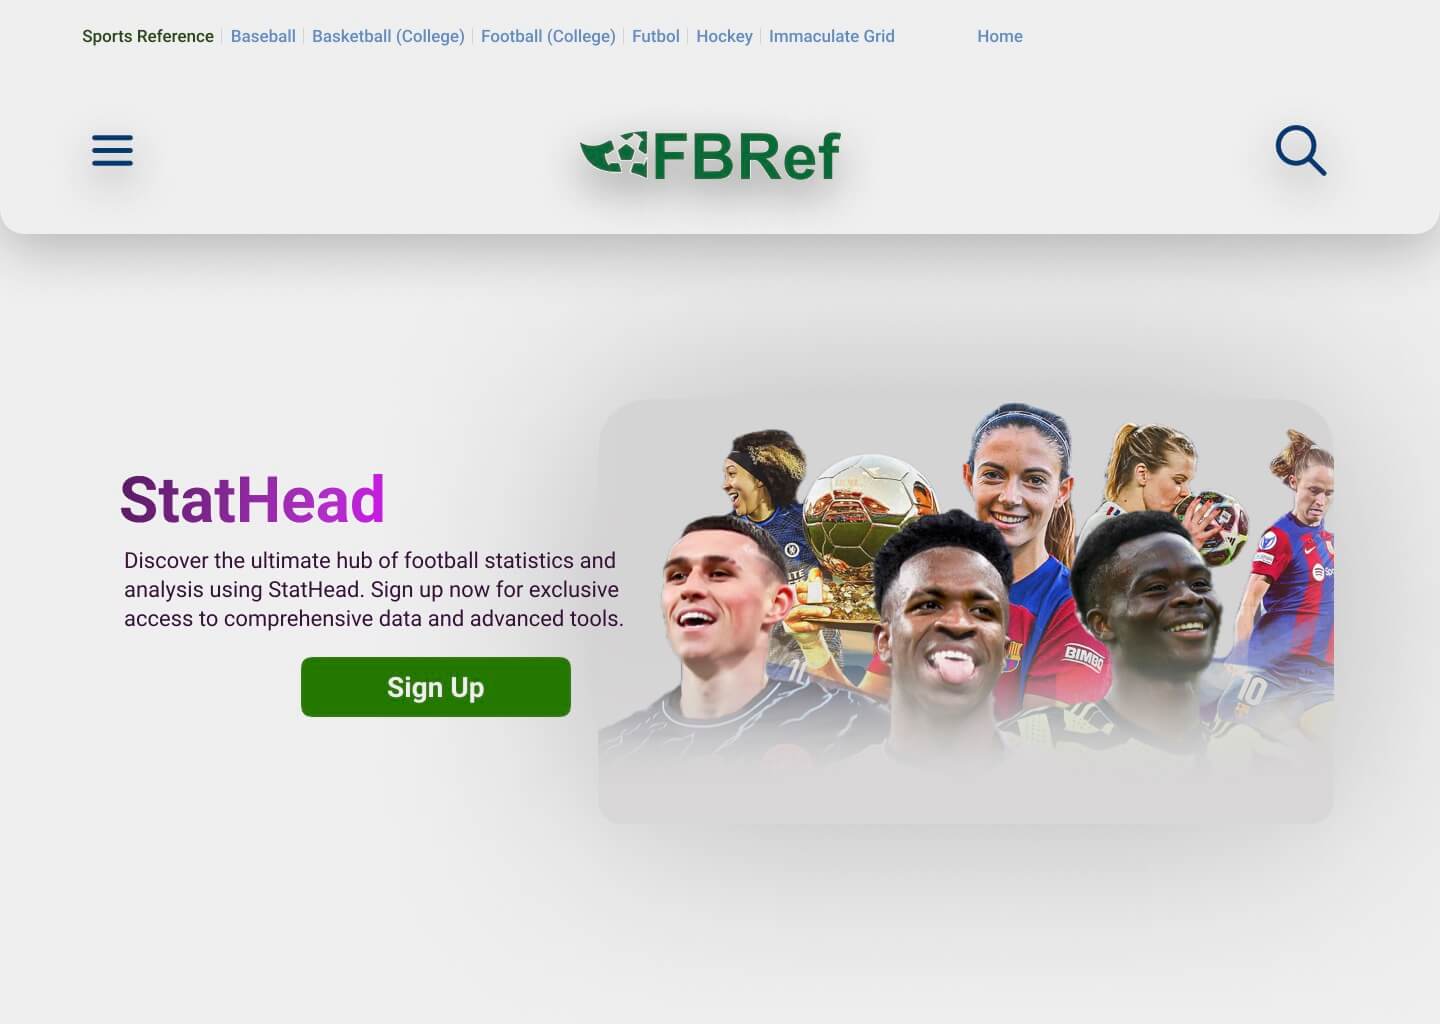 Sports Reference Baseball Basketball (College) Football (College) Futbol Hockey Immaculate Grid Home
FBRef
StatHead
Discover the ultimate hub of football statistics and
analysis using StatHead. Sign up now for exclusive
access to comprehensive data and advanced tools.
Sign Up
BIMBO
10